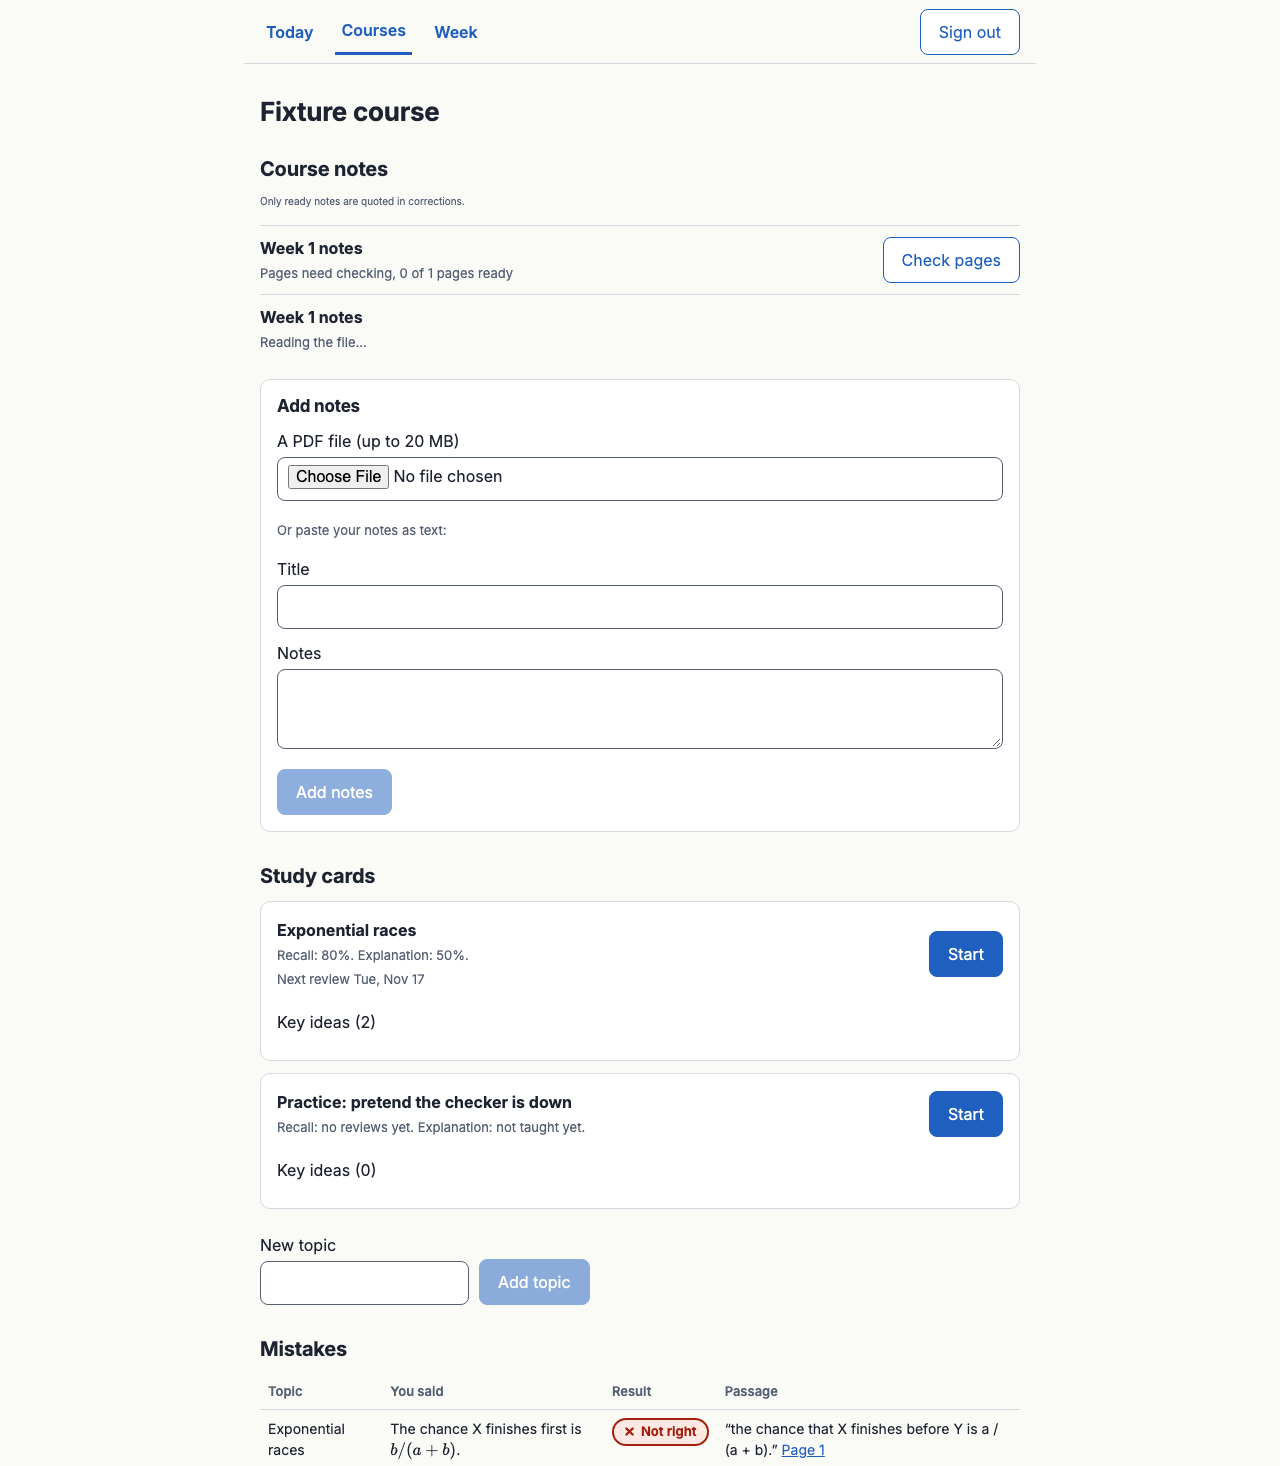 Today Courses Week Sign out
Fixture course
Course notes
Only ready notes are quoted in corrections.
Week 1 notes
Pages need checking, 0 of 1 pages ready
Check pages
Week 1 notes
Reading the file...
Add notes
A PDF file (up to 20 MB)
Choose File No file chosen
Or paste your notes as text:
Title
Notes
Add notes
Study cards
Exponential races
Recall: 80%. Explanation: 50%.
Next review Tue, Nov 17
Start
Key ideas (2)
Practice: pretend the checker is down
Recall: no reviews yet. Explanation: not taught yet.
Start
Key ideas (0)
New topic
Add topic
Mistakes
Topic You said Result Passage
Exponential races
The chance X finishes first is
b/(a + b).
✕ Not right
“the chance that X finishes before Y is a /
(a + b).” Page 1